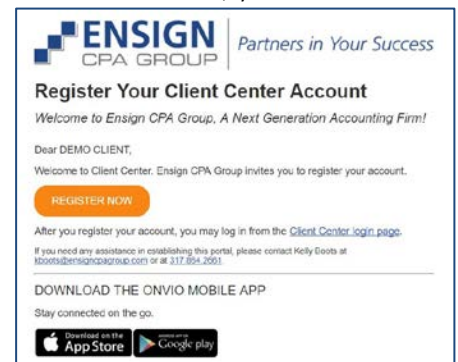 ENSIGN
CPA GROUP
Partners in Your Success
Register Your Client Center Account
Welcome to Ensign CPA Group, A Next Generation Accounting Firm!
Dear DEMO CLIENT,
Welcome to Client Center. Ensign CPA Group invites you to register your account.
REGISTER NOW
After you register your account, you may log in from the Client Center login page.
If you need any assistance in establishing this portal, please contact Kelly Boots at
kboots@ensigncpagroup.com or at 317.864.2661.
DOWNLOAD THE ONVIO MOBILE APP
Stay connected on the go.
Download on the
App Store
Google play